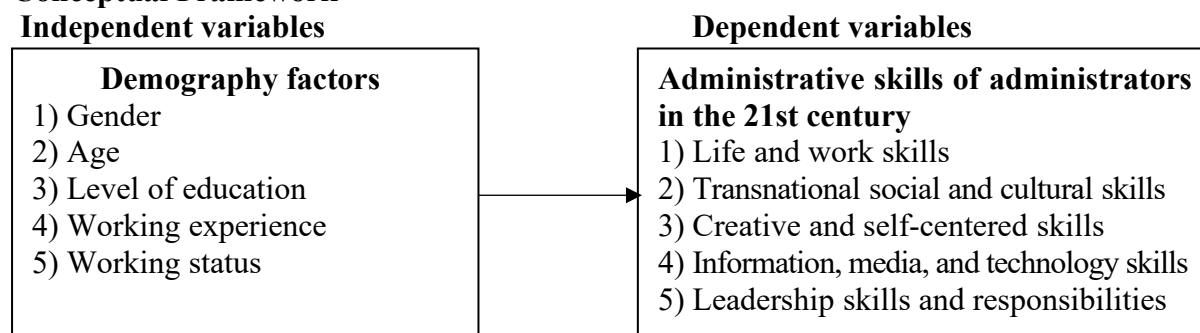 Independent variables
Demography factors
1) Gender
2) Age
3) Level of education
4) Working experience
5) Working status
Dependent variables
Administrative skills of administrators
in the 21st century
1) Life and work skills
2) Transnational social and cultural skills
3) Creative and self-centered skills
4) Information, media, and technology skills
5) Leadership skills and responsibilities